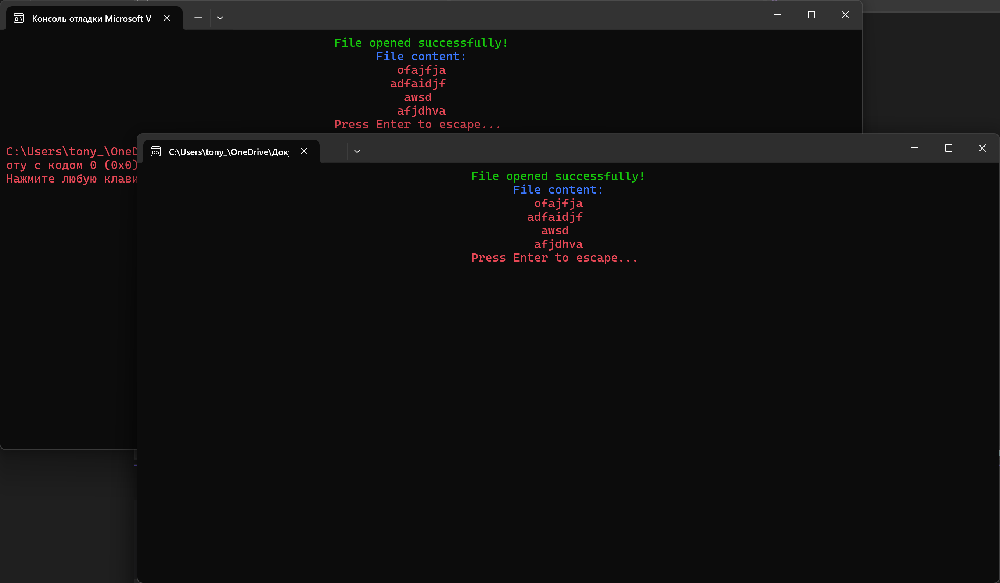 Консоль отладки Microsoft Vi
File opened successfully!
File content:
ofajfja
adfaidjf
awsd
afjdhva
Press Enter to escape...
C:\Users\tony_\OneD
оту с кодом 0 (0x0)
Нажмите любую клави
C:\Users\tony_\OneDrive\Доку
File opened successfully!
File content:
ofajfja
adfaidjf
awsd
afjdhva
Press Enter to escape...